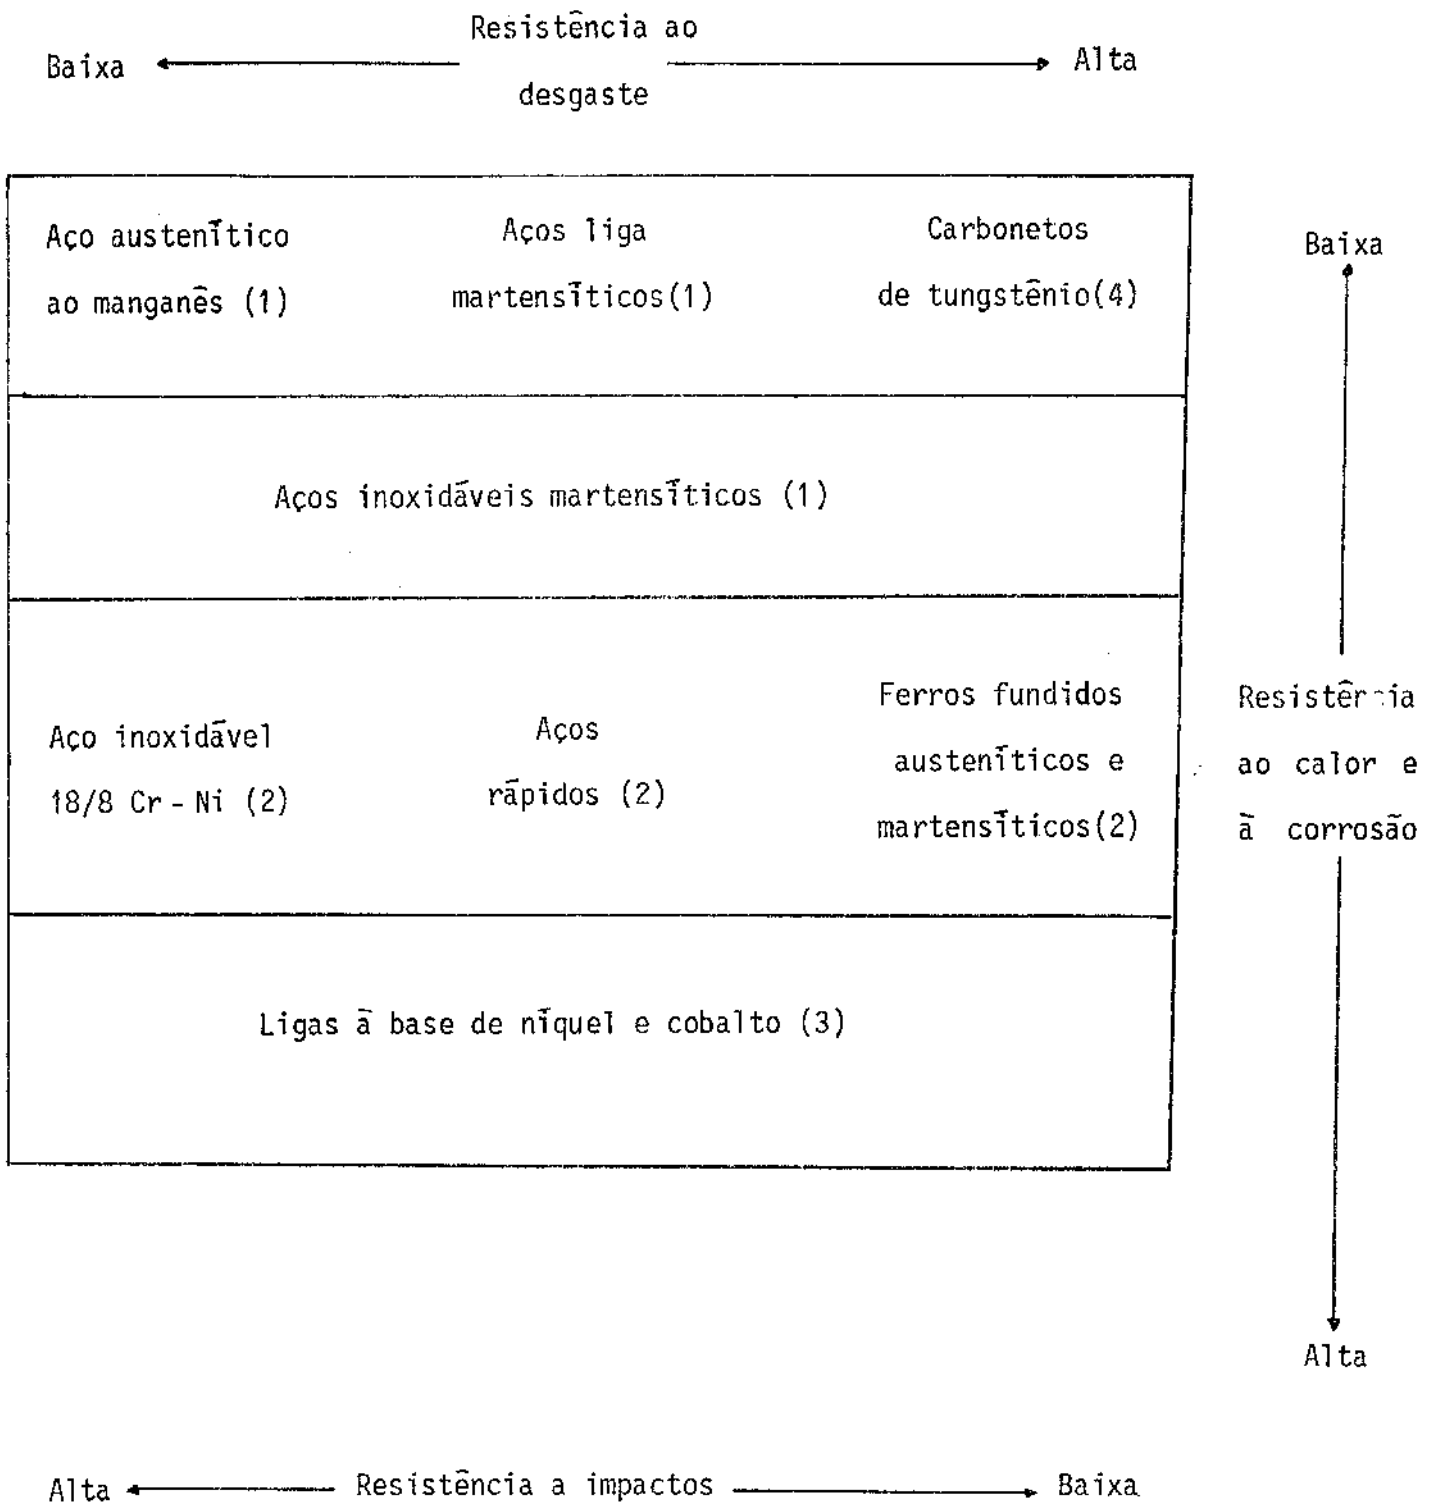 Resistência ao
Baixa
Alta
desgaste
Aço austenítico
ao manganês (1)
Aços liga
martensíticos(1)
Carbonetos
de tungstênio(4)
Baixa
Aços inoxidáveis martensíticos (1)
Aço inoxidável
18/8 Cr - Ni (2)
Aços
rápidos (2)
Ferros fundidos
austeníticos e
martensíticos(2)
ao calor e
à corrosão
Ligas à base de níquel e cobalto (3)
Alta
Alta
Resistência a impactos
Baixa